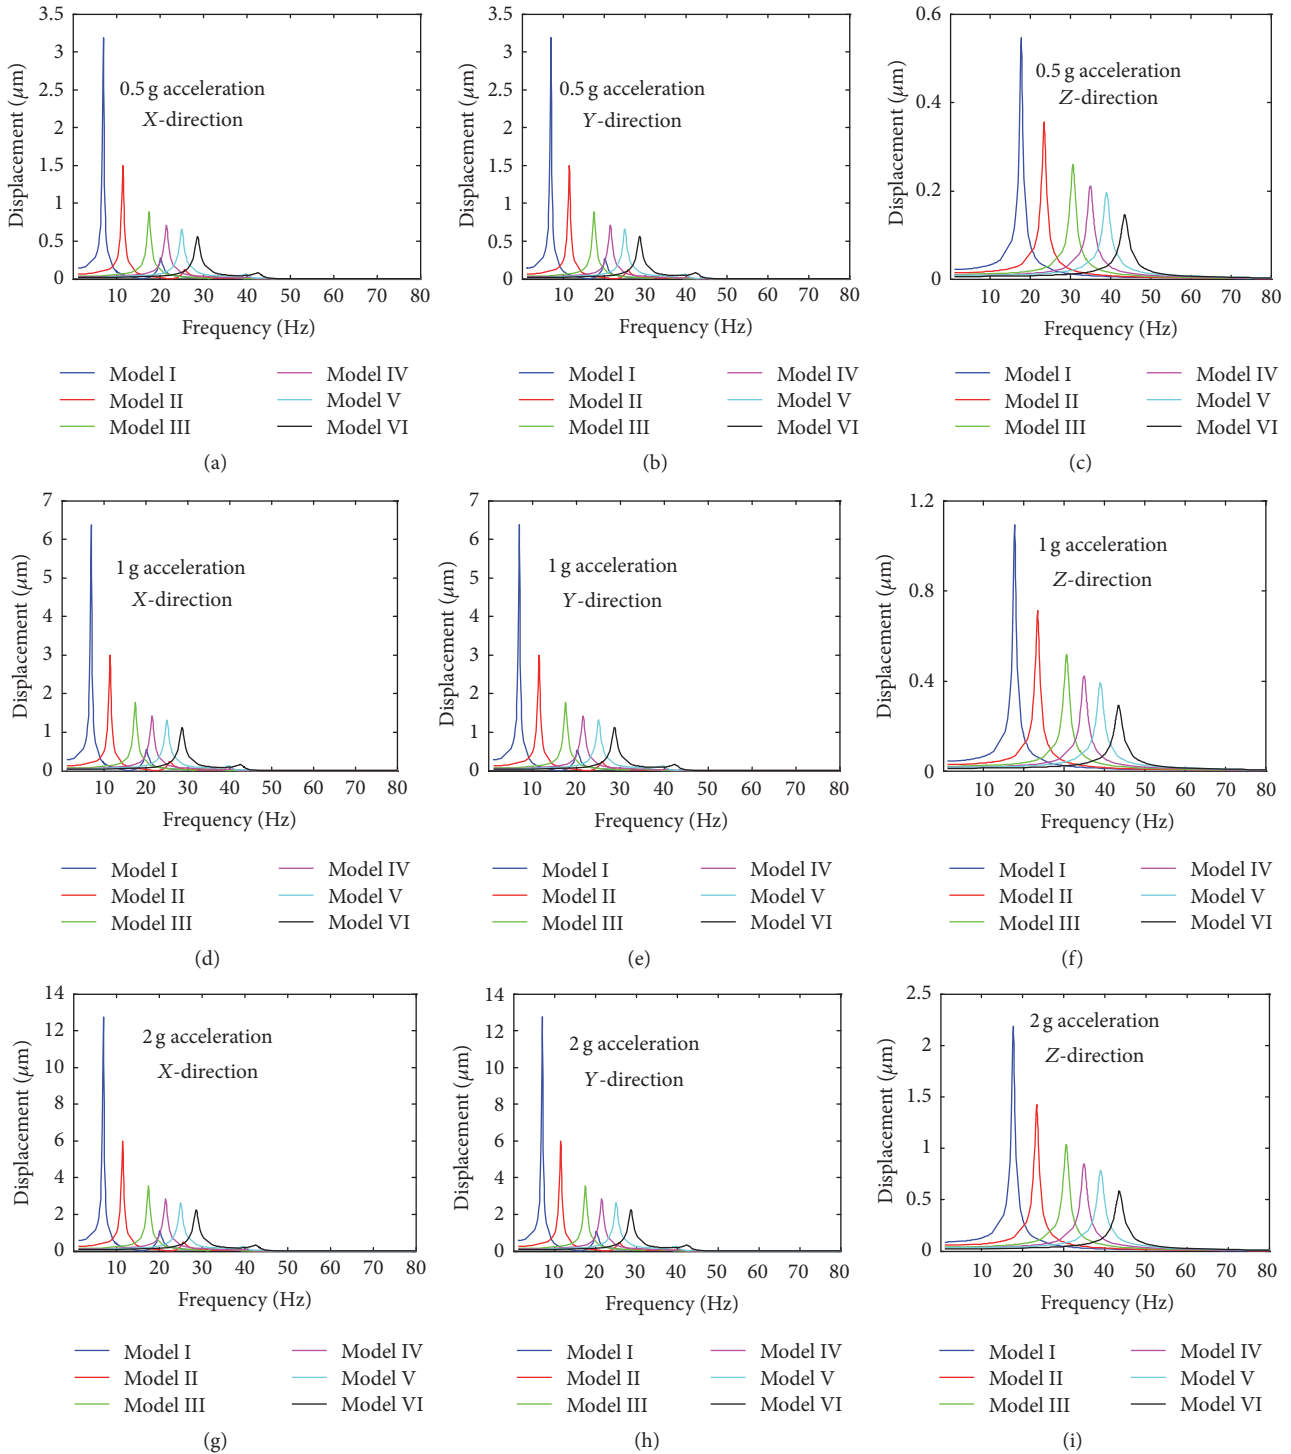 3.5
3
2.5
2
1.5
1
0.5
0
Displacement (μm)
0.5 g acceleration
X-direction
10 20 30 40 50 60 70 80
Frequency (Hz)
Model I
Model II
Model III
Model IV
Model V
Model VI
(a)
3.5
3
2.5
2
1.5
1
0.5
0
Displacement (μm)
0.5 g acceleration
Y-direction
10 20 30 40 50 60 70 80
Frequency (Hz)
Model I
Model II
Model III
Model IV
Model V
Model VI
(b)
0.6
0.4
0.2
0
Displacement (μm)
0.5 g acceleration
Z-direction
10 20 30 40 50 60 70 80
Frequency (Hz)
Model I
Model II
Model III
Model IV
Model V
Model VI
(c)
7
6
5
4
3
2
1
0
Displacement (μm)
1 g acceleration
X-direction
10 20 30 40 50 60 70 80
Frequency (Hz)
Model I
Model II
Model III
Model IV
Model V
Model VI
(d)
7
6
5
4
3
2
1
0
Displacement (μm)
1 g acceleration
Y-direction
10 20 30 40 50 60 70 80
Frequency (Hz)
Model I
Model II
Model III
Model IV
Model V
Model VI
(e)
1.2
0.8
0.4
0
Displacement (μm)
1 g acceleration
Z-direction
10 20 30 40 50 60 70 80
Frequency (Hz)
Model I
Model II
Model III
Model IV
Model V
Model VI
(f)
14
12
10
8
6
4
2
0
Displacement (μm)
2 g acceleration
X-direction
10 20 30 40 50 60 70 80
Frequency (Hz)
Model I
Model II
Model III
Model IV
Model V
Model VI
(g)
14
12
10
8
6
4
2
0
Displacement (μm)
2 g acceleration
Y-direction
10 20 30 40 50 60 70 80
Frequency (Hz)
Model I
Model II
Model III
Model IV
Model V
Model VI
(h)
2.5
2
1.5
1
0.5
0
Displacement (μm)
2 g acceleration
Z-direction
10 20 30 40 50 60 70 80
Frequency (Hz)
Model I
Model II
Model III
Model IV
Model V
Model VI
(i)